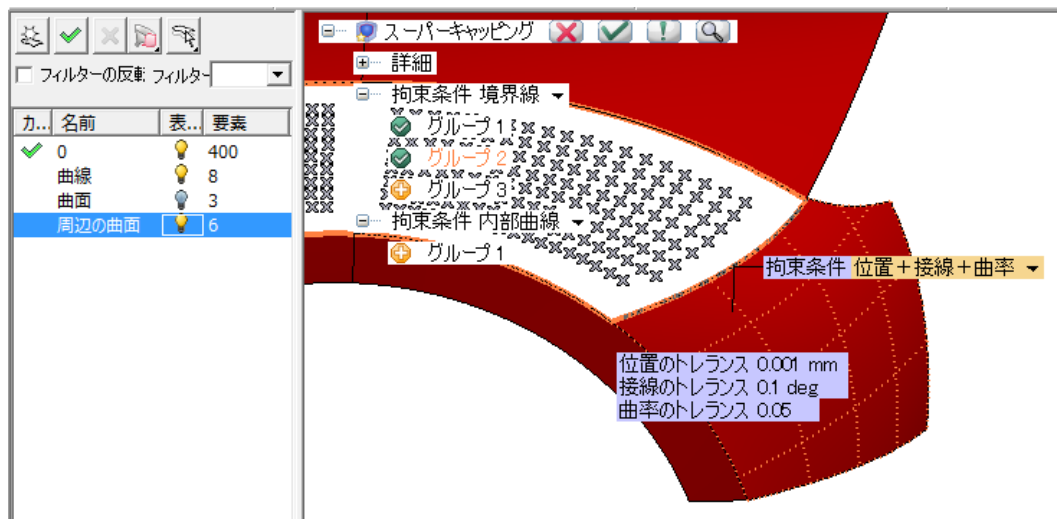 フィルターの反転 フィルター
カ... 名前 表... 要素
0 400
曲線 8
曲面 3
周辺の曲面 6
スーパーキャッピング
詳細
拘束条件 境界線
グループ 1
グループ 2
グループ 3
拘束条件 内部曲線
グループ 1
拘束条件 位置+接線+曲率
位置のトレランス 0.001 mm
接線のトレランス 0.1 deg
曲率のトレランス 0.05